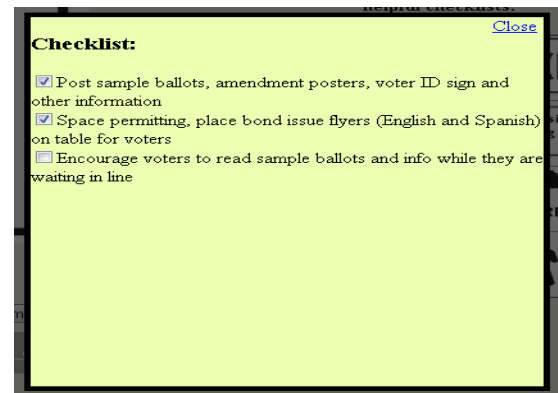 helpful checklists:
Close
Checklist:
Post sample ballots, amendment posters, voter ID sign and
other information
Space permitting, place bond issue flyers (English and Spanish)
on table for voters
Encourage voters to read sample ballots and info while they are
waiting in line